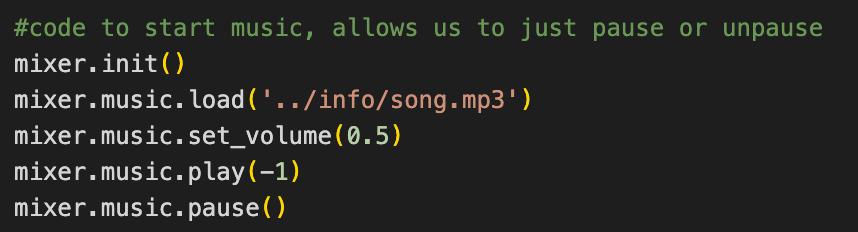 #code to start music, allows us to just pause or unpause
mixer.init()
mixer.music.load('../info/song.mp3')
mixer.music.set_volume(0.5)
mixer.music.play(-1)
mixer.music.pause()